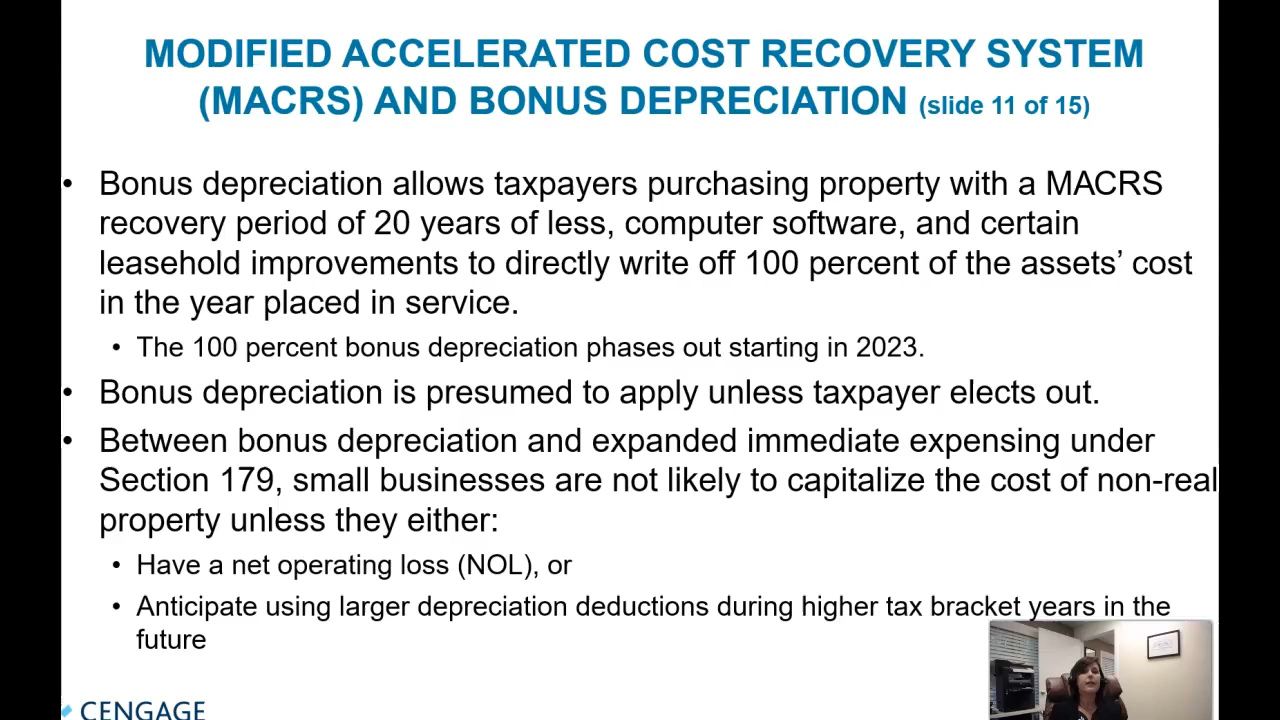 MODIFIED ACCELERATED COST RECOVERY SYSTEM
(MACRS) AND BONUS DEPRECIATION (slide 11 of 15)
• Bonus depreciation allows taxpayers purchasing property with a MACRS
recovery period of 20 years of less, computer software, and certain
leasehold improvements to directly write off 100 percent of the assets’ cost
in the year placed in service.
• The 100 percent bonus depreciation phases out starting in 2023.
• Bonus depreciation is presumed to apply unless taxpayer elects out.
• Between bonus depreciation and expanded immediate expensing under
Section 179, small businesses are not likely to capitalize the cost of non-real
property unless they either:
• Have a net operating loss (NOL), or
• Anticipate using larger depreciation deductions during higher tax bracket years in the
future
CENGAGE